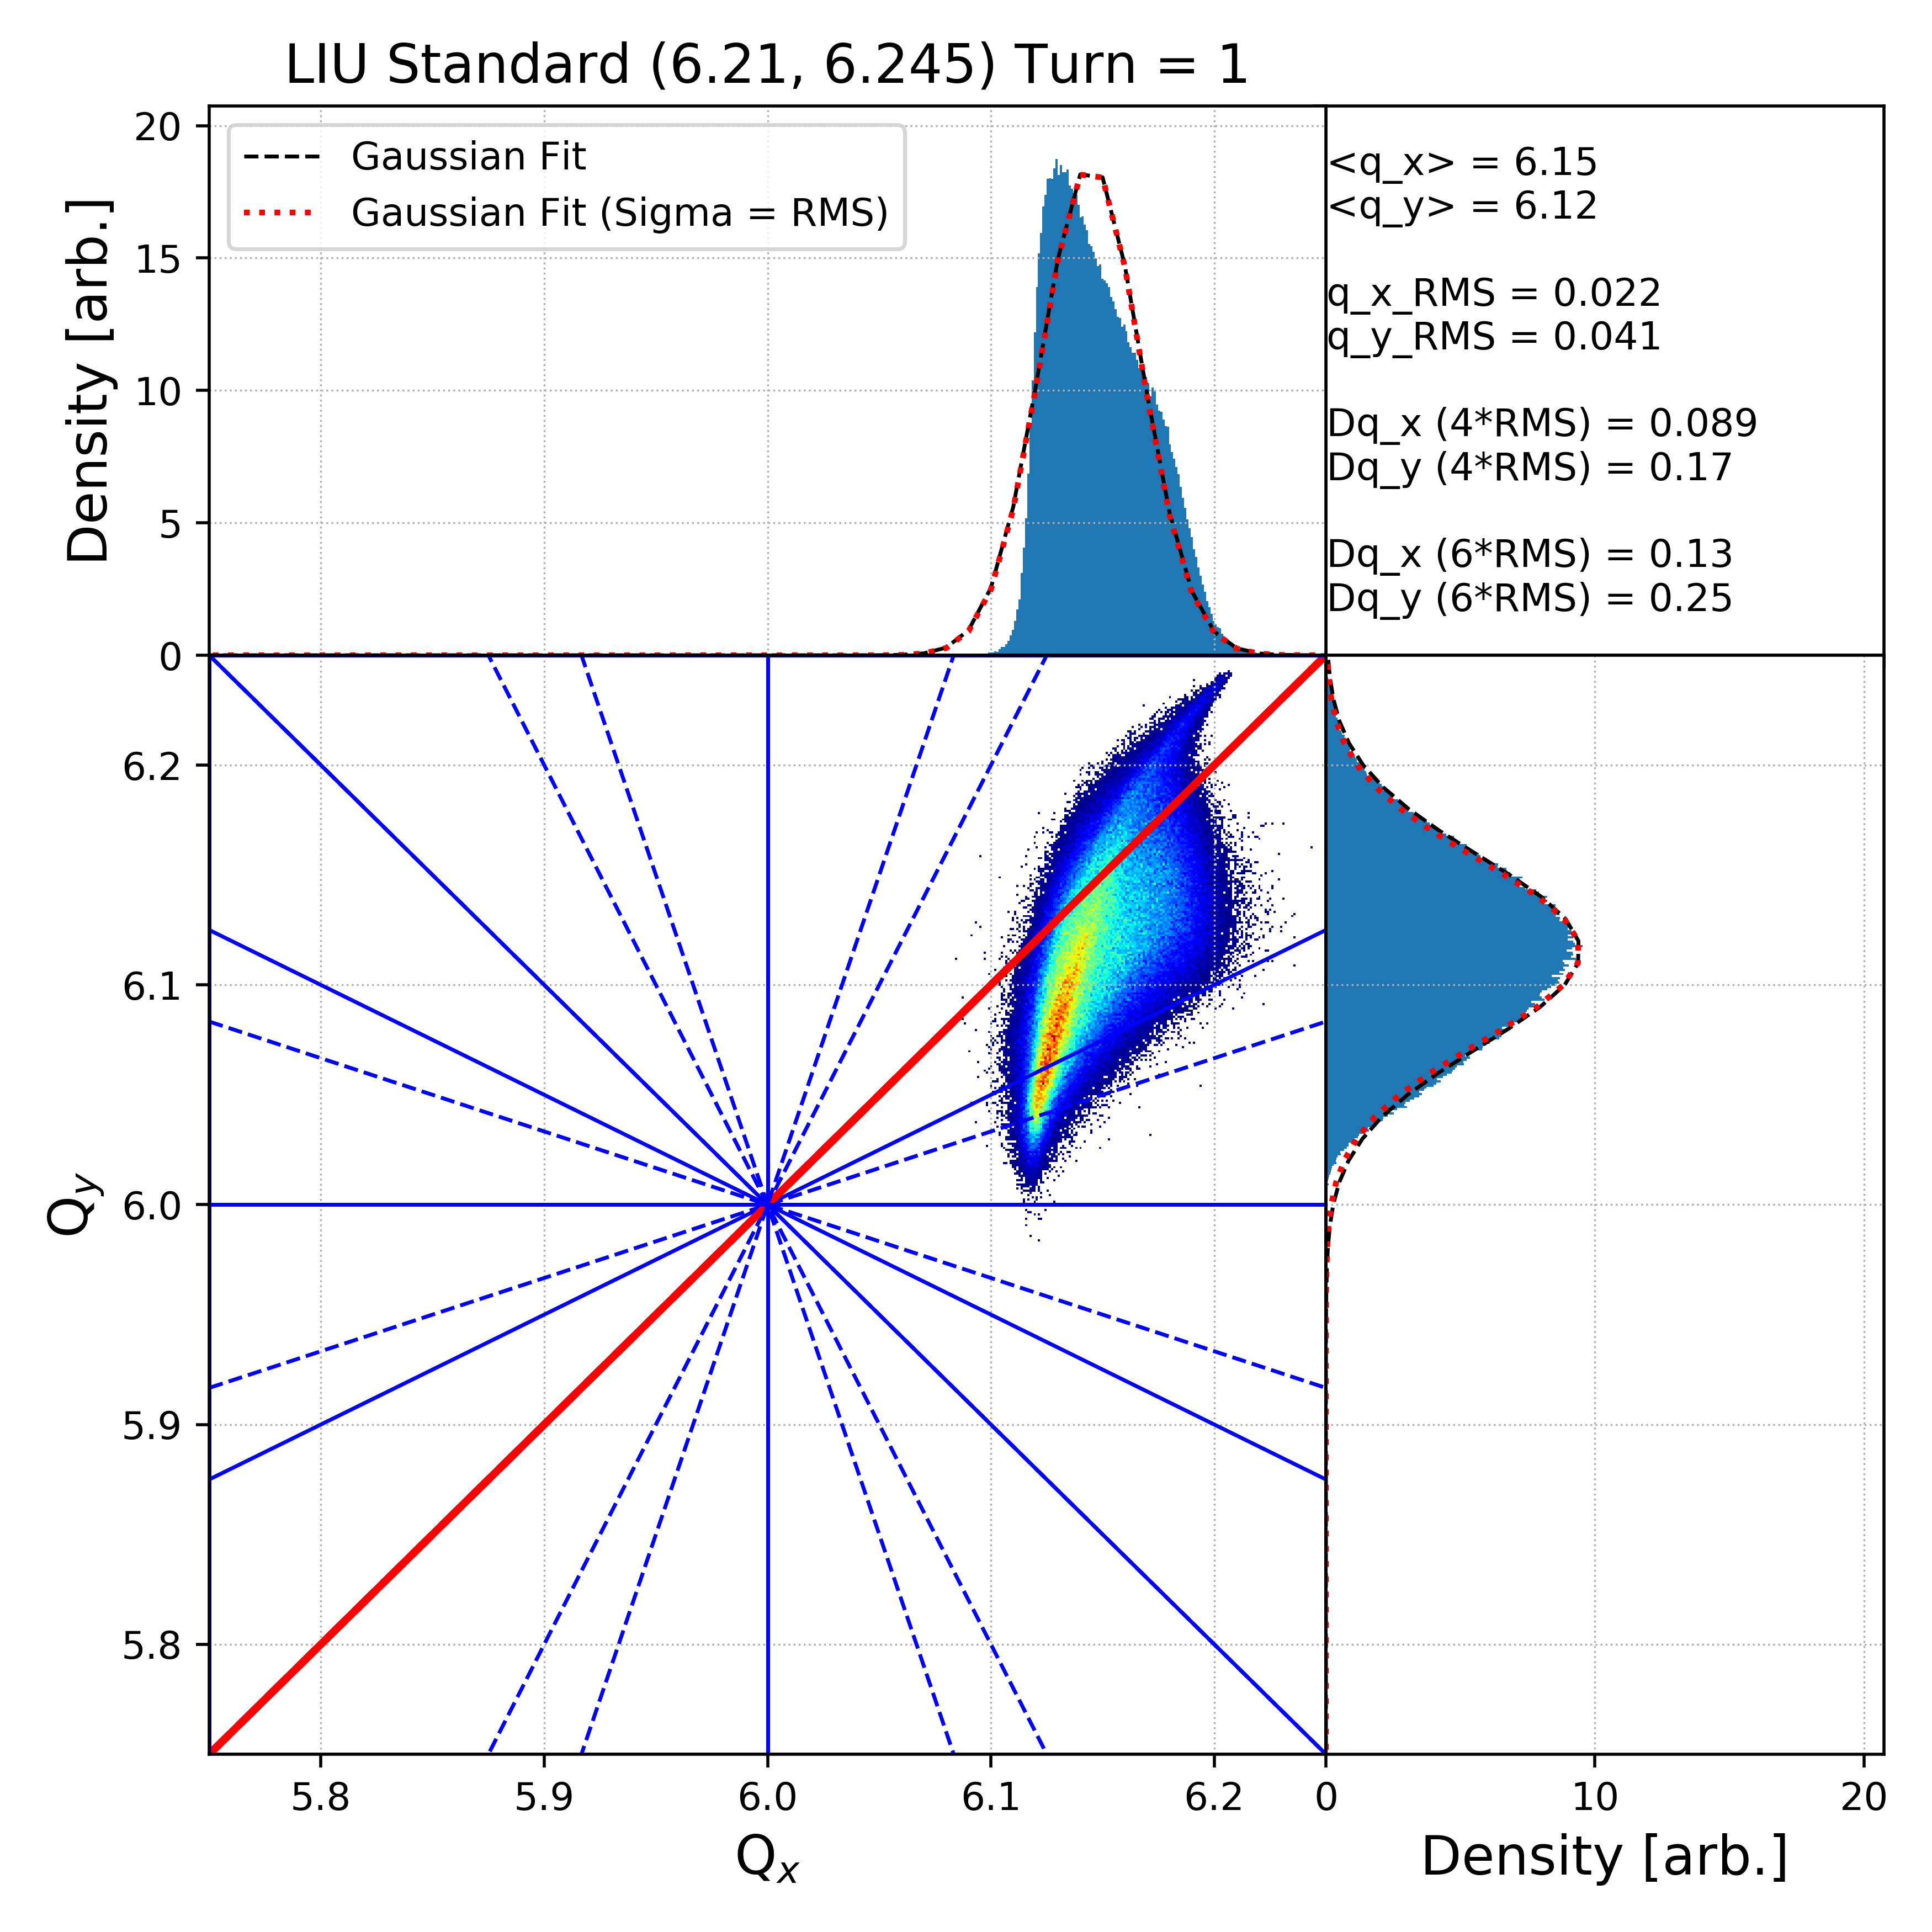 LIU Standard (6.21, 6.245) Turn = 1
Density [arb.]
20
15
10
5
0
Gaussian Fit
Gaussian Fit (Sigma = RMS)
<q_x> = 6.15
<q_y> = 6.12
q_x_RMS = 0.022
q_y_RMS = 0.041
Dq_x (4*RMS) = 0.089
Dq_y (4*RMS) = 0.17
Dq_x (6*RMS) = 0.13
Dq_y (6*RMS) = 0.25
Qy
6.2
6.1
6.0
5.9
5.8
5.8 5.9 6.0 6.1 6.2 0 10 20
Qx
Density [arb.]